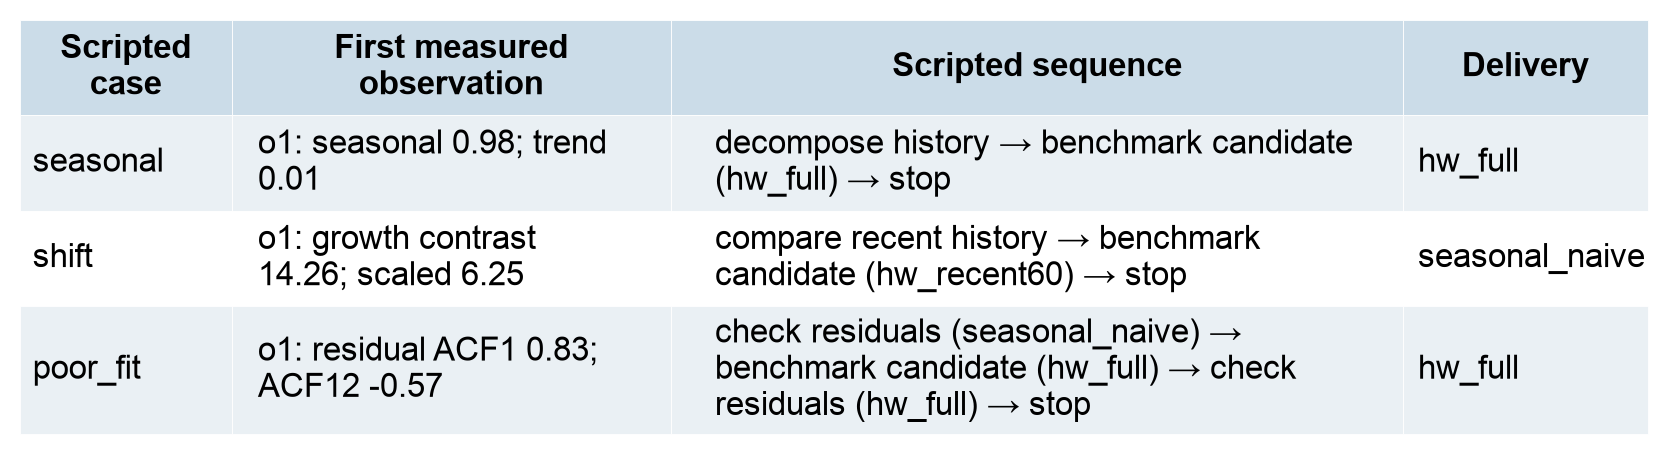 Scripted
case
First measured
observation
Scripted sequence
Delivery
seasonal
o1: seasonal 0.98; trend
0.01
decompose history → benchmark candidate
(hw_full) → stop
hw_full
shift
o1: growth contrast
14.26; scaled 6.25
compare recent history → benchmark
candidate (hw_recent60) → stop
seasonal_naive
poor_fit
o1: residual ACF1 0.83;
ACF12 -0.57
check residuals (seasonal_naive) →
benchmark candidate (hw_full) → check
residuals (hw_full) → stop
hw_full